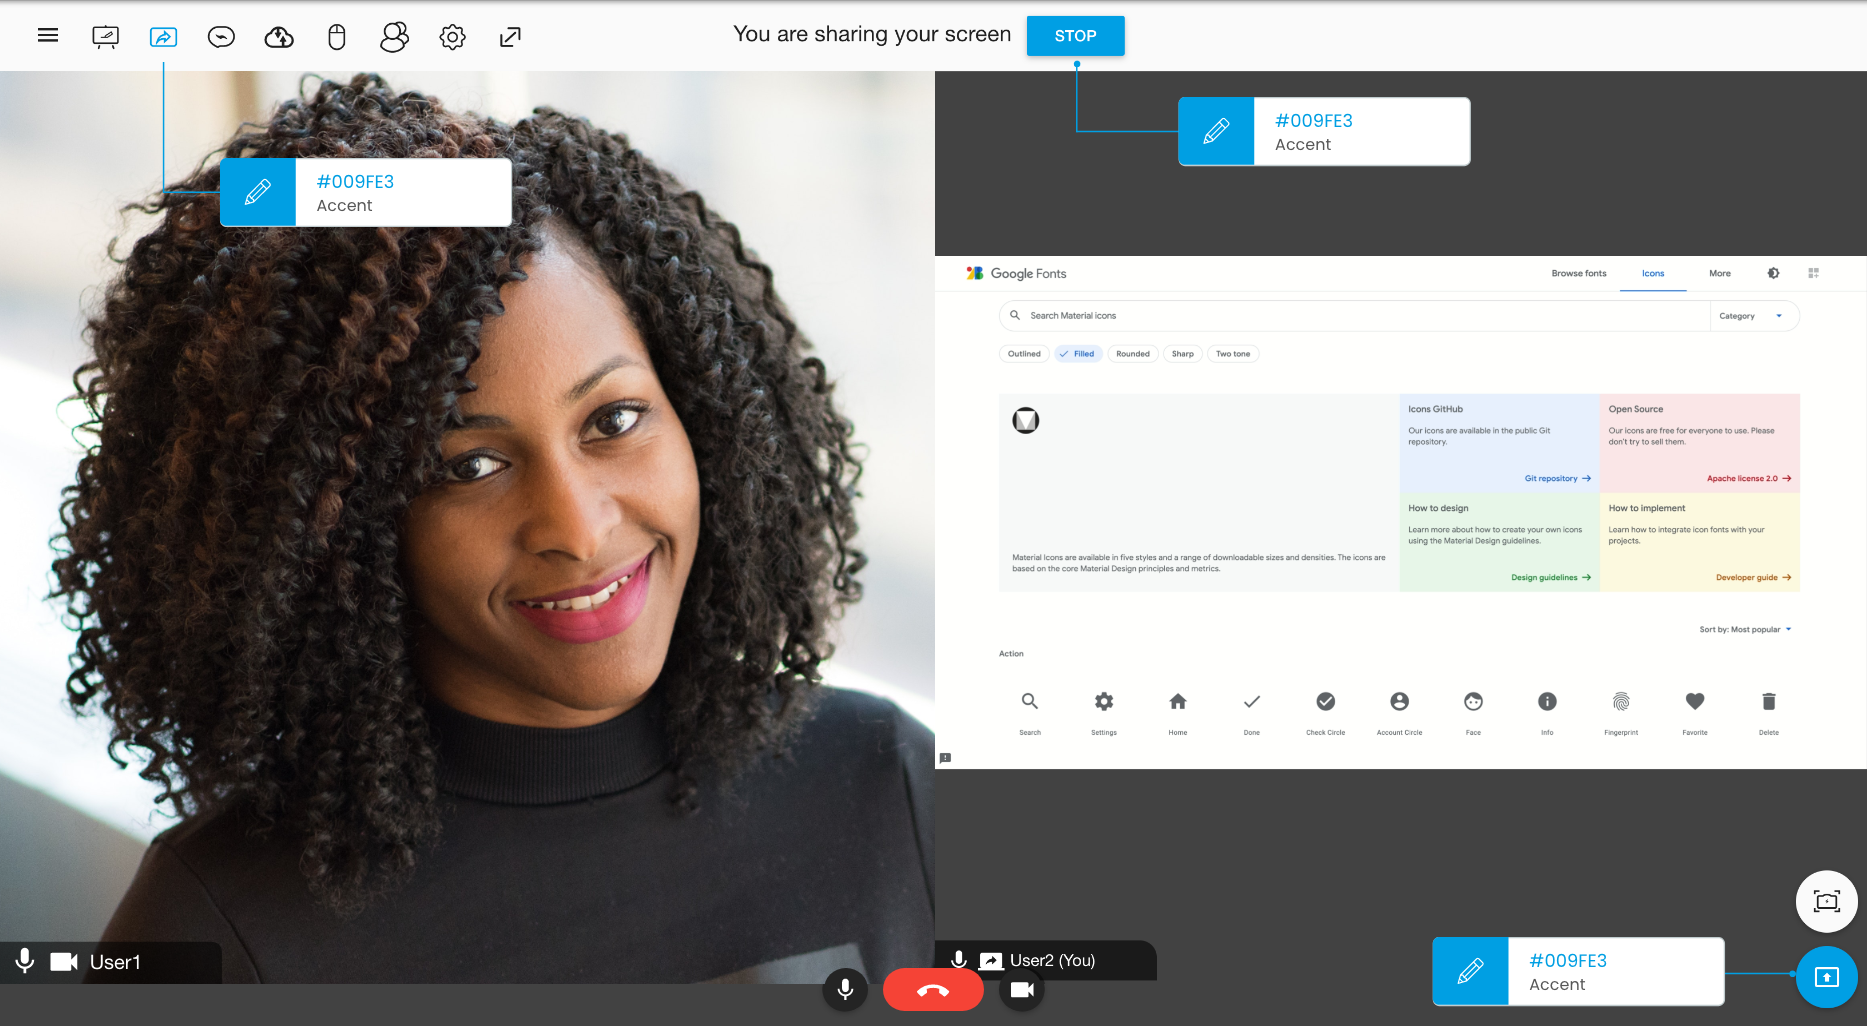 You are sharing your screen
STOP
#009FE3
Accent
#009FE3
Accent
Google Fonts
Browse fonts
Icons
More
Search Material icons
Category
Outlined
Filled
Rounded
Sharp
Two tone
Icons GitHub
Our icons are available in the public Git
repository.
Git repository
Open Source
Our icons are free for everyone to use. Please
don't try to sell them.
Apache license 2.0
Material Icons are available in five styles and a range of downloadable sizes and densities. The icons are
based on the core Material Design principles and metrics.
How to design
Learn more about how to create your own icons
using the Material Design guidelines.
Design guidelines
How to implement
Learn how to integrate icon fonts with your
projects.
Developer guide
Sort by: Most popular
Action
Search
Settings
Home
Done
Check Circle
Account Circle
Face
Info
Fingerprint
Favorite
Delete
User1
User2 (You)
#009FE3
Accent